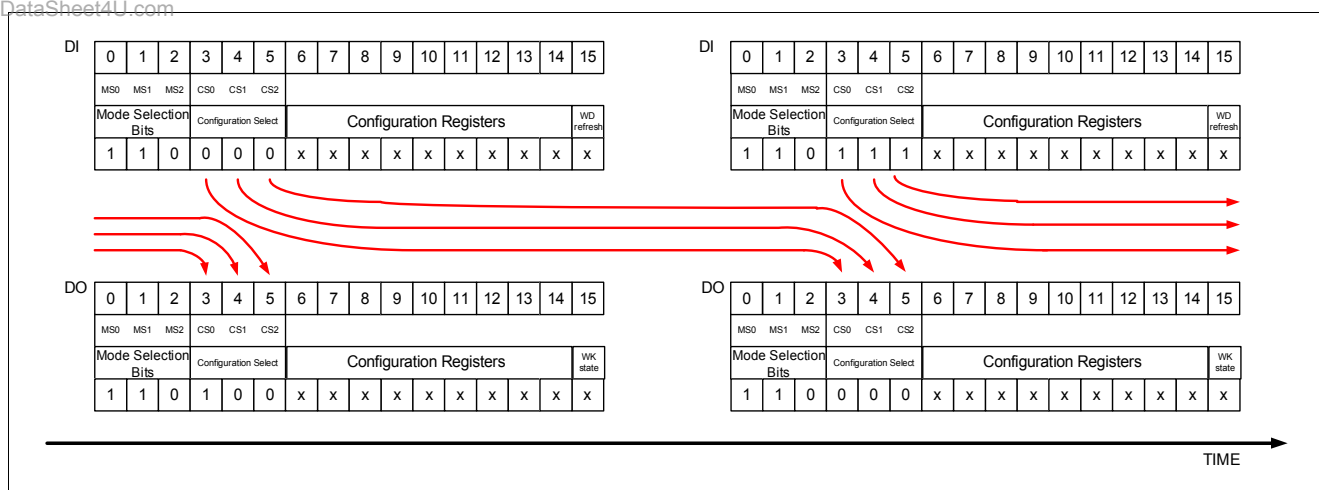 DataSheet4U.com
DI
0 1 2 3 4 5 6 7 8 9 10 11 12 13 14 15
MS0 MS1 MS2 CS0 CS1 CS2
Mode Selection Bits Configuration Select Configuration Registers WD refresh
1 1 0 0 0 0 x x x x x x x x x x
DI
0 1 2 3 4 5 6 7 8 9 10 11 12 13 14 15
MS0 MS1 MS2 CS0 CS1 CS2
Mode Selection Bits Configuration Select Configuration Registers WD refresh
1 1 0 1 1 1 x x x x x x x x x x
DO
0 1 2 3 4 5 6 7 8 9 10 11 12 13 14 15
MS0 MS1 MS2 CS0 CS1 CS2
Mode Selection Bits Configuration Select Configuration Registers WK state
1 1 0 1 0 0 x x x x x x x x x x
DO
0 1 2 3 4 5 6 7 8 9 10 11 12 13 14 15
MS0 MS1 MS2 CS0 CS1 CS2
Mode Selection Bits Configuration Select Configuration Registers WK state
1 1 0 0 0 0 x x x x x x x x x x
TIME